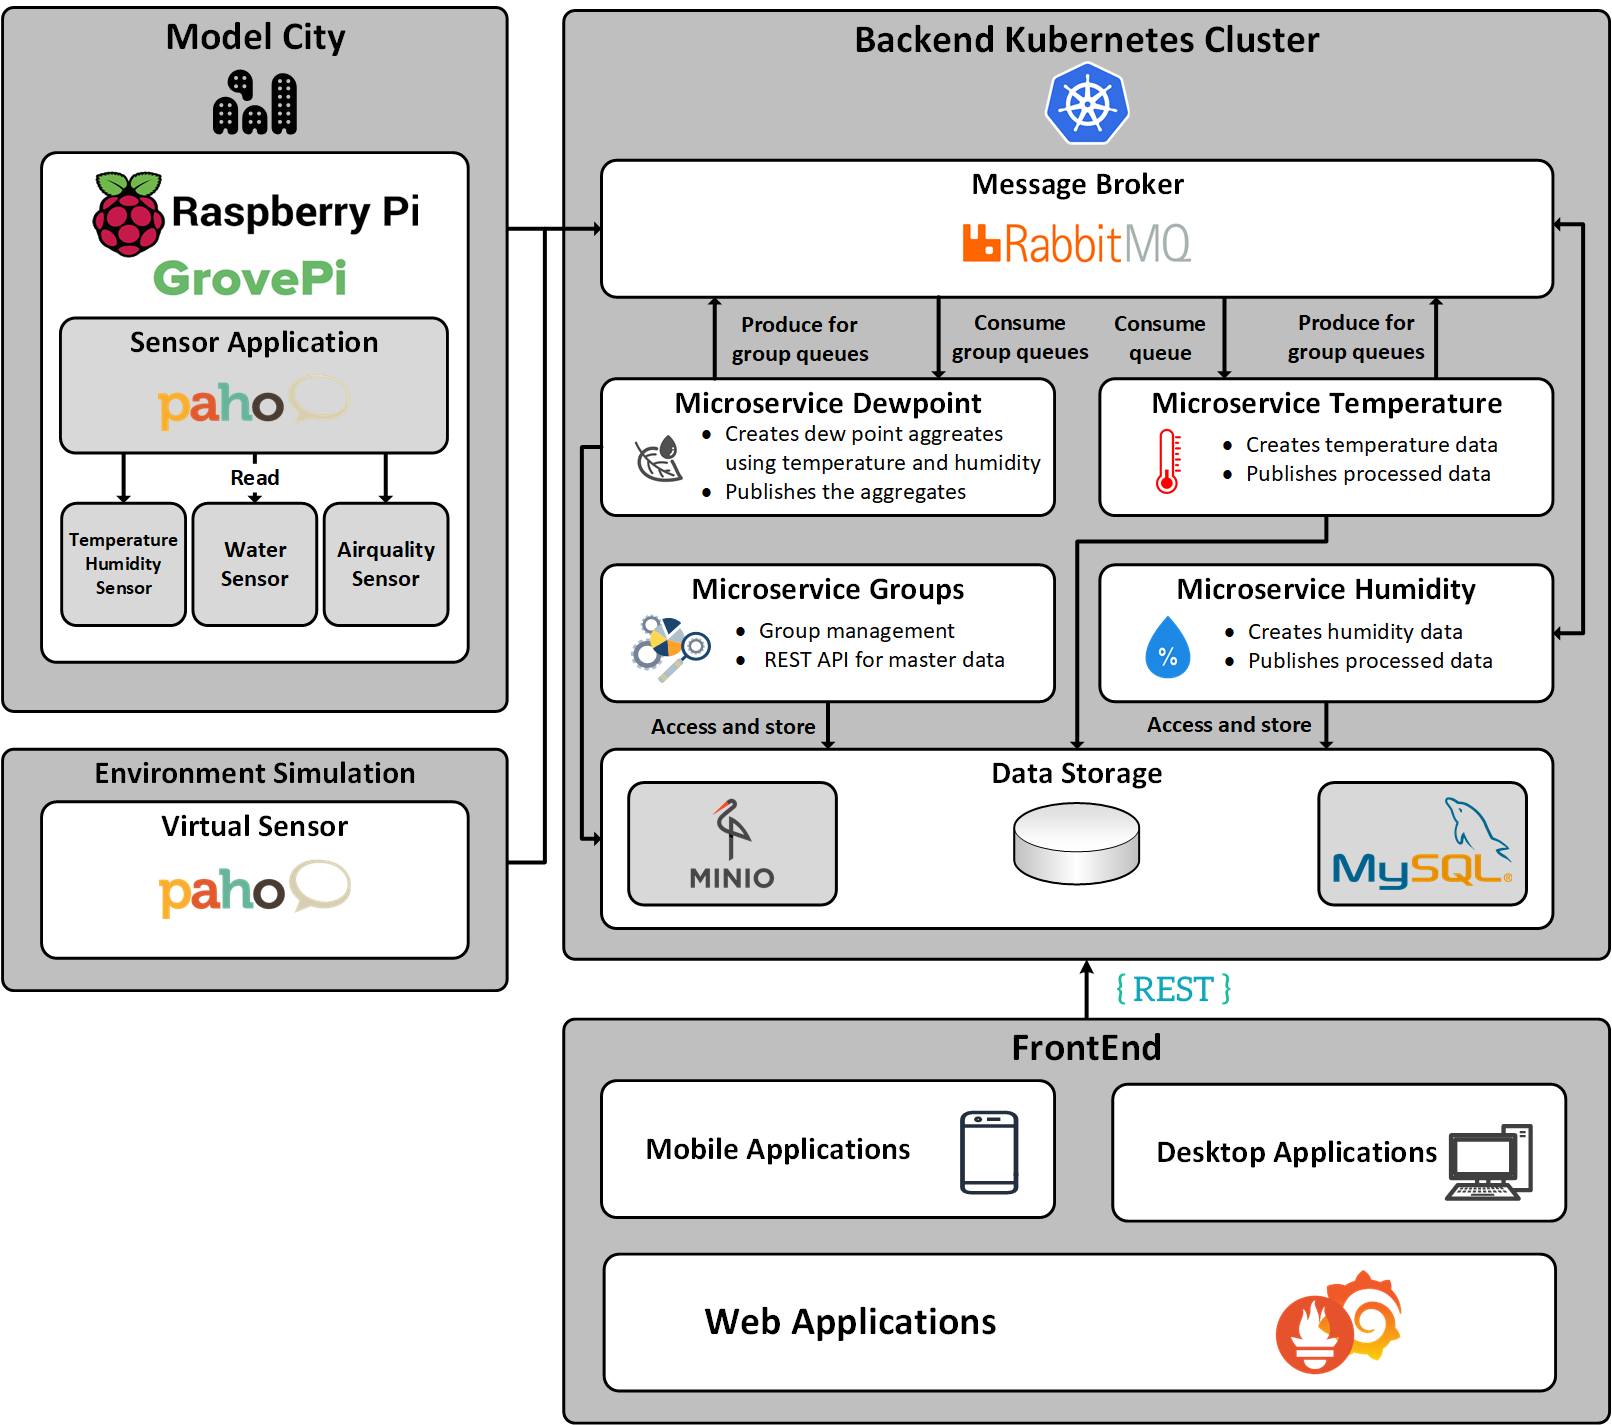 Model City
Raspberry Pi
GrovePi
Sensor Application
paho
Read
Temperature
Humidity
Sensor
Water
Sensor
Airquality
Sensor
Environment Simulation
Virtual Sensor
paho
Backend Kubernetes Cluster
Message Broker
RabbitMQ
Produce for
group queues
Consume
group queues
Consume
queue
Produce for
group queues
Microservice Dewpoint
• Creates dew point aggreates
using temperature and humidity
• Publishes the aggregates
Microservice Temperature
• Creates temperature data
• Publishes processed data
Microservice Groups
• Group management
• REST API for master data
Microservice Humidity
%
• Creates humidity data
• Publishes processed data
Access and store
Access and store
Data Storage
MINIO
MySQL®
{ REST }
FrontEnd
Mobile Applications
Desktop Applications
Web Applications